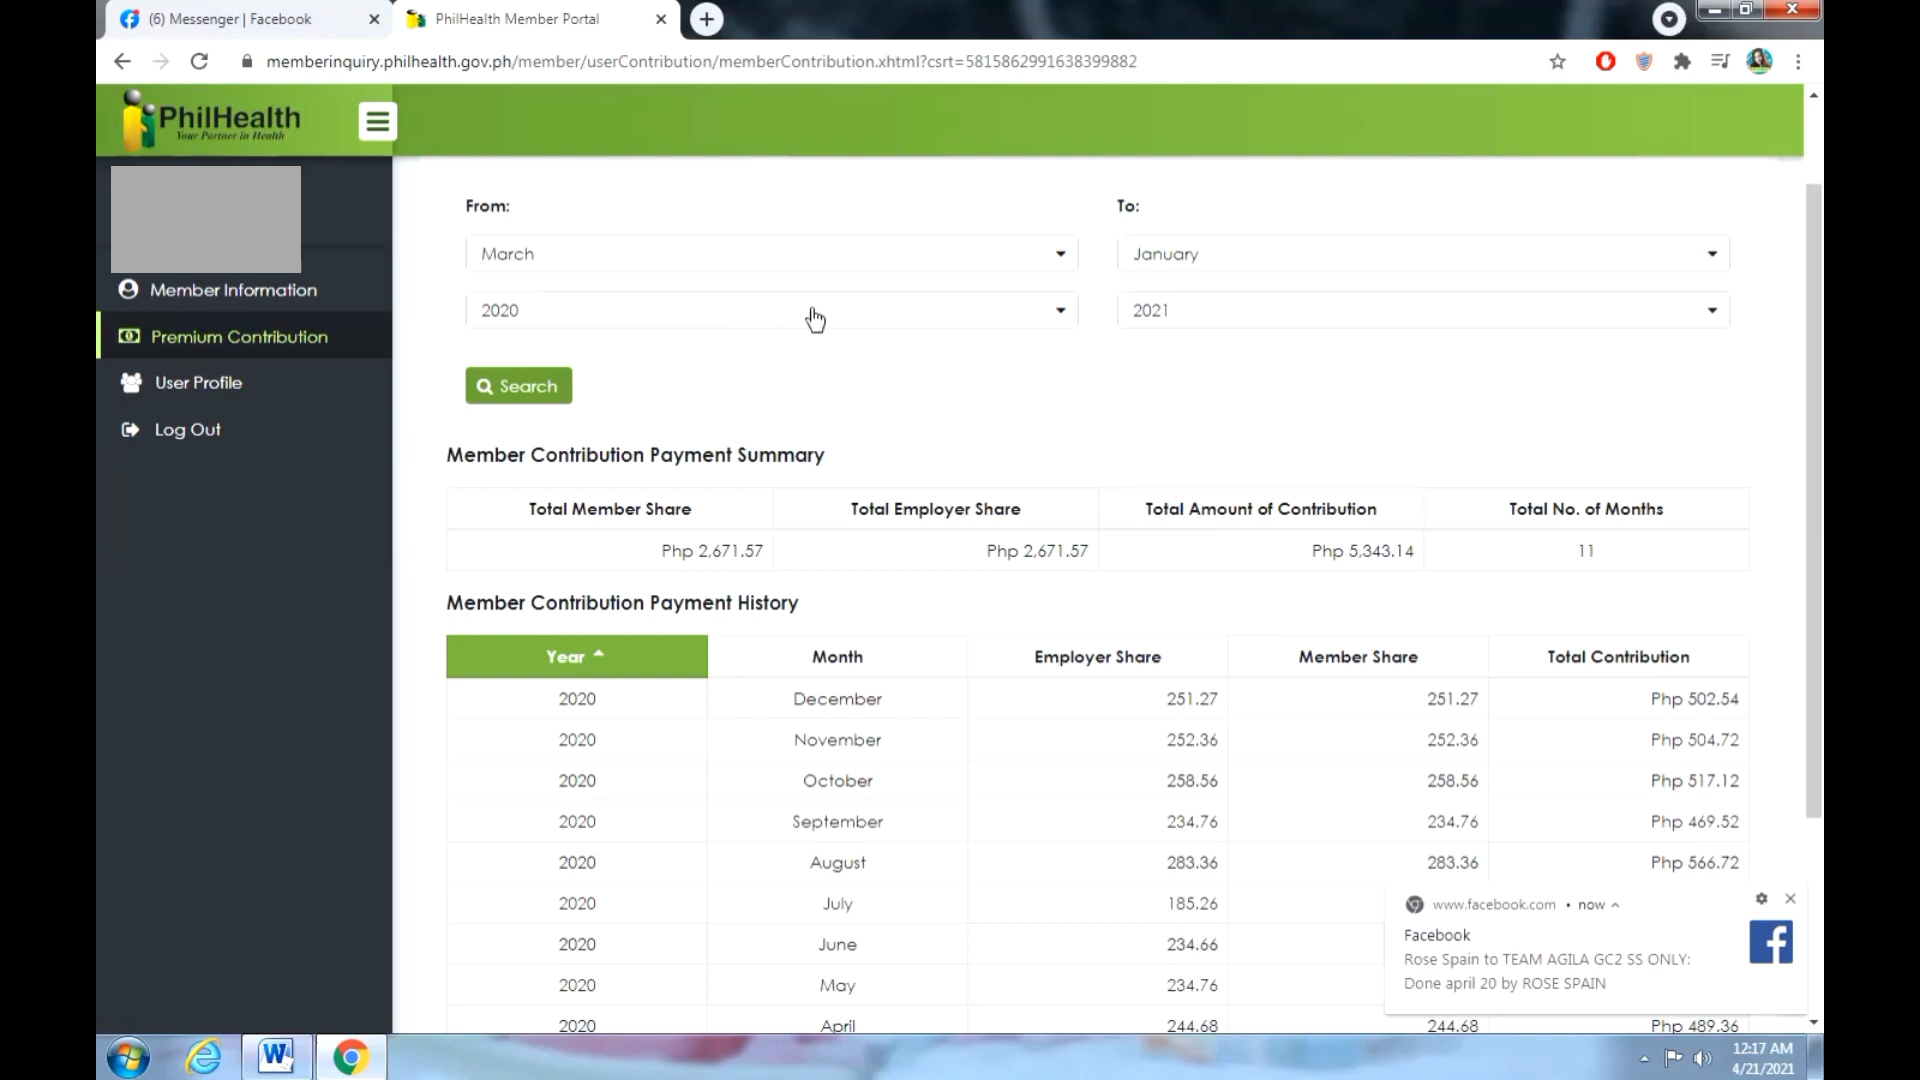 (6) Messenger | Facebook
PhilHealth Member Portal
memberinquiry.philhealth.gov.ph/member/userContribution/memberContribution.xhtml?csrt=5815862991638399882
PhilHealth
Your Partner in Health
Member Information
Premium Contribution
User Profile
Log Out
From: To:
March January
2020 2021
Search
Member Contribution Payment Summary
Total Member Share Total Employer Share Total Amount of Contribution Total No. of Months
Php 2,671.57 Php 2,671.57 Php 5,343.14 11
Member Contribution Payment History
Year Month Employer Share Member Share Total Contribution
2020 December 251.27 251.27 Php 502.54
2020 November 252.36 252.36 Php 504.72
2020 October 258.56 258.56 Php 517.12
2020 September 234.76 234.76 Php 469.52
2020 August 283.36 283.36 Php 566.72
2020 July 185.26
2020 June 234.66
2020 May 234.76
2020 April 244.68 244.68 Php 489.36
www.facebook.com • now
Facebook
Rose Spain to TEAM AGILA GC2 SS ONLY:
Done april 20 by ROSE SPAIN
12:17 AM
4/21/2021